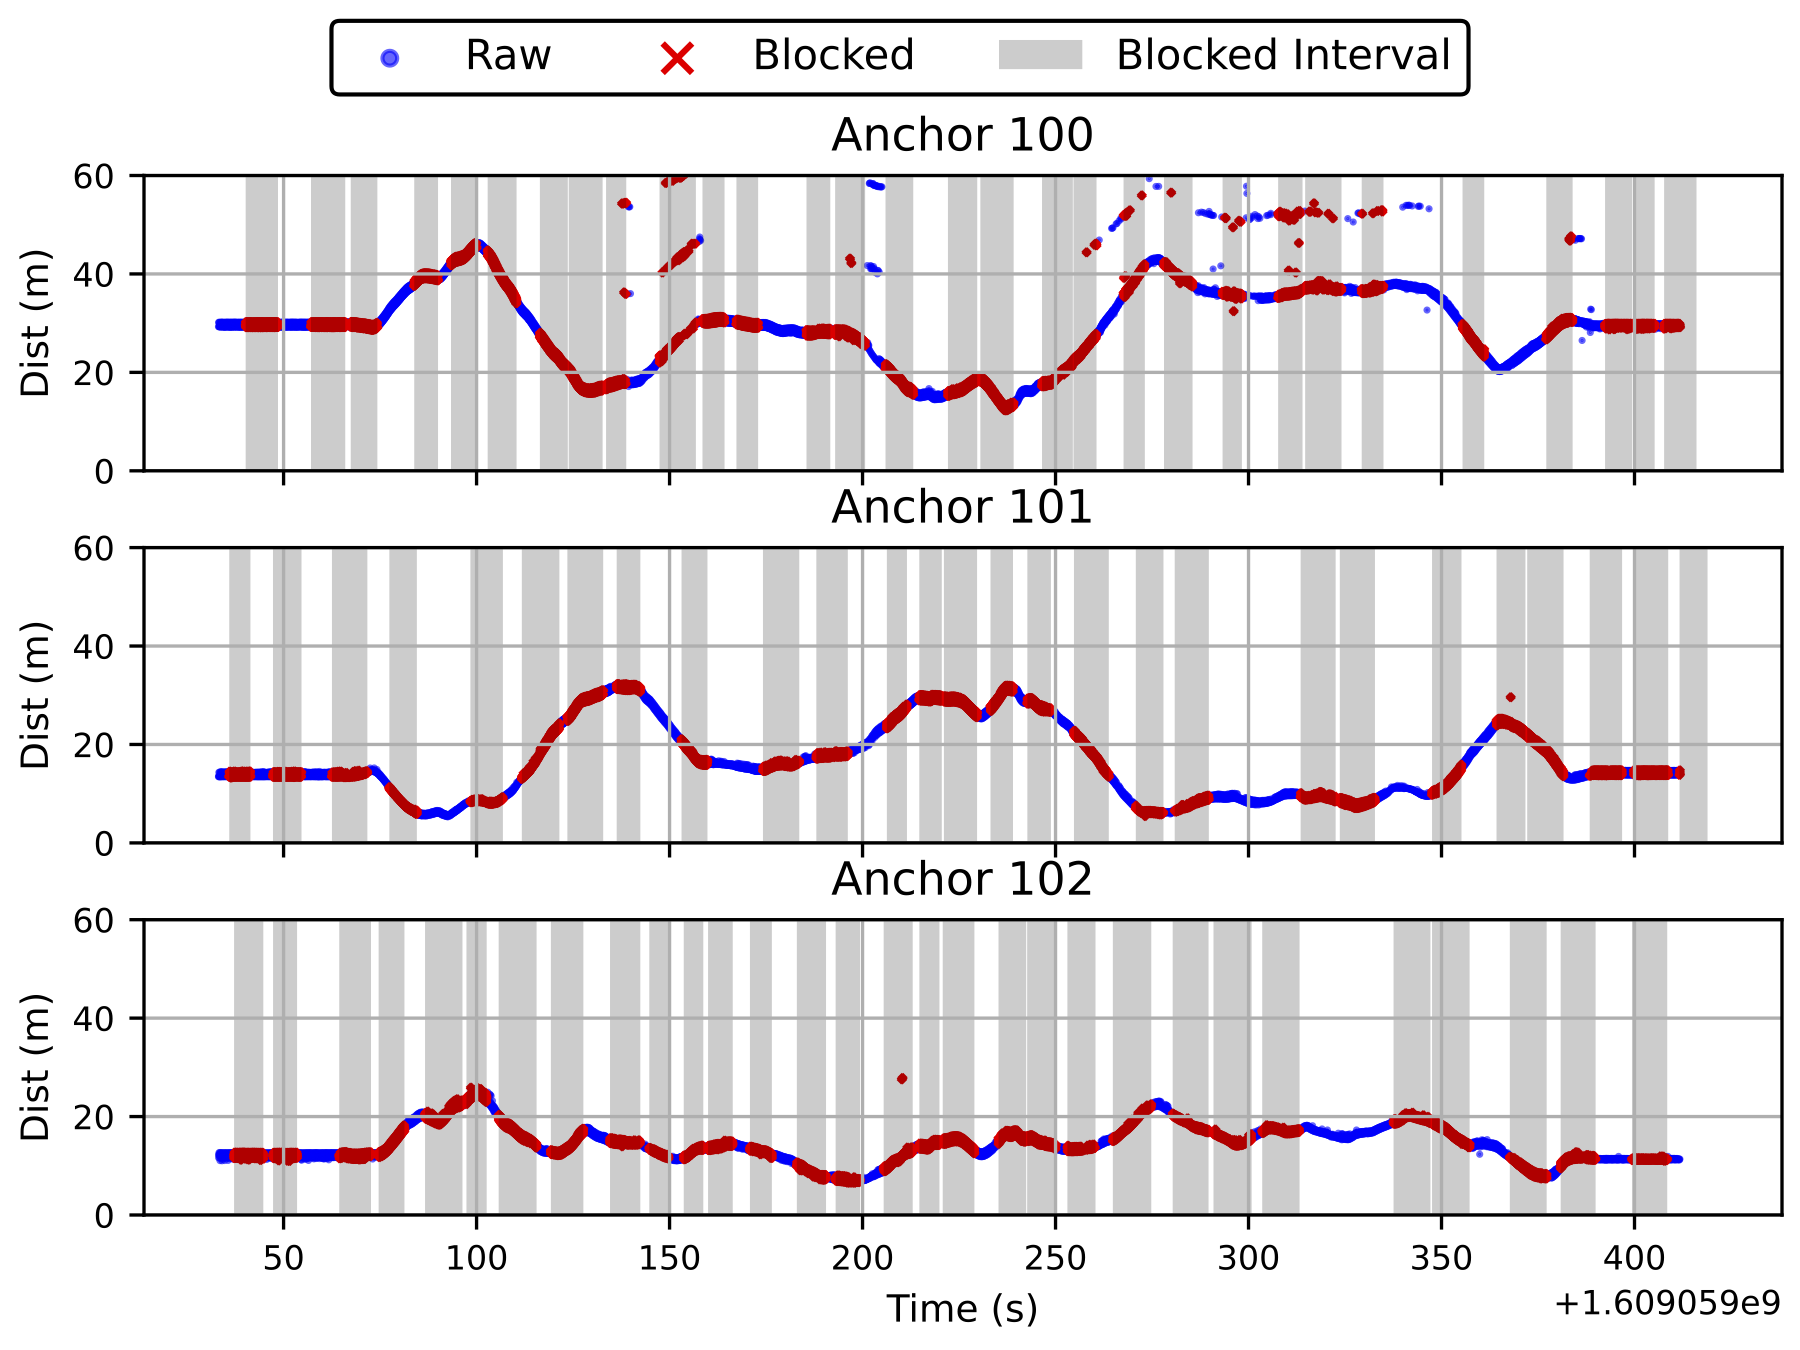 Raw Blocked Blocked Interval
Anchor 100
60
40
20
0
Dist (m)
Anchor 101
60
40
20
0
Dist (m)
Anchor 102
60
40
20
0
Dist (m)
50 100 150 200 250 300 350 400
Time (s)
+1.609059e9